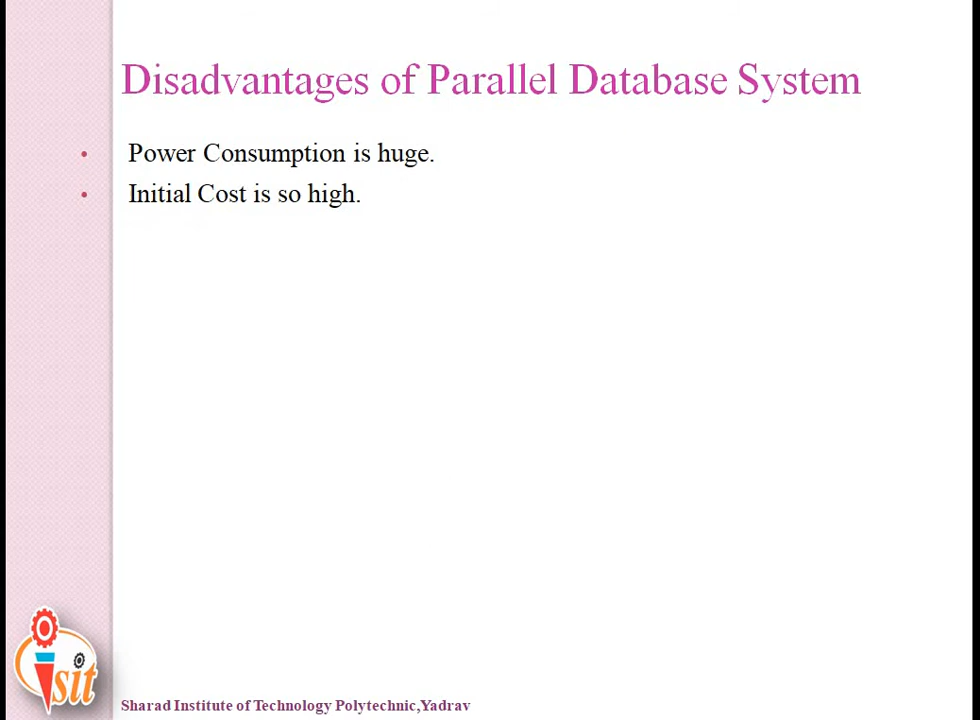 Disadvantages of Parallel Database System
• Power Consumption is huge.
• Initial Cost is so high.
sit
Sharad Institute of Technology Polytechnic,Yadrav